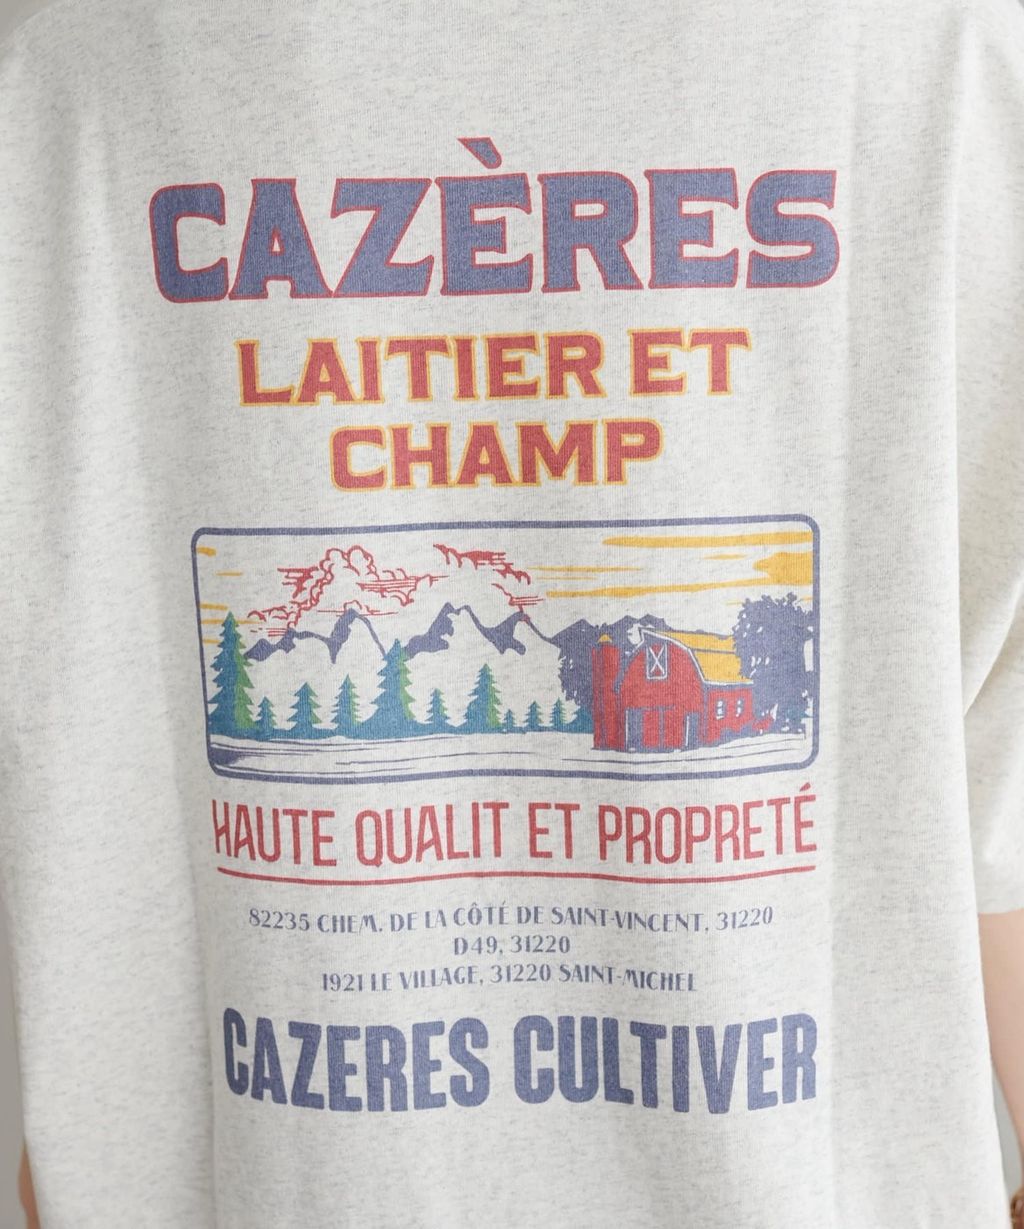 CAZÈRES
LAITIER ET
CHAMP
HAUTE QUALIT ET PROPRETÉ
82235 CHEM. DE LA CÔTÉ DE SAINT-VINCENT, 31220
D49, 31220
1921 LE VILLAGE, 31220 SAINT-MICHEL
CAZERES CULTIVER